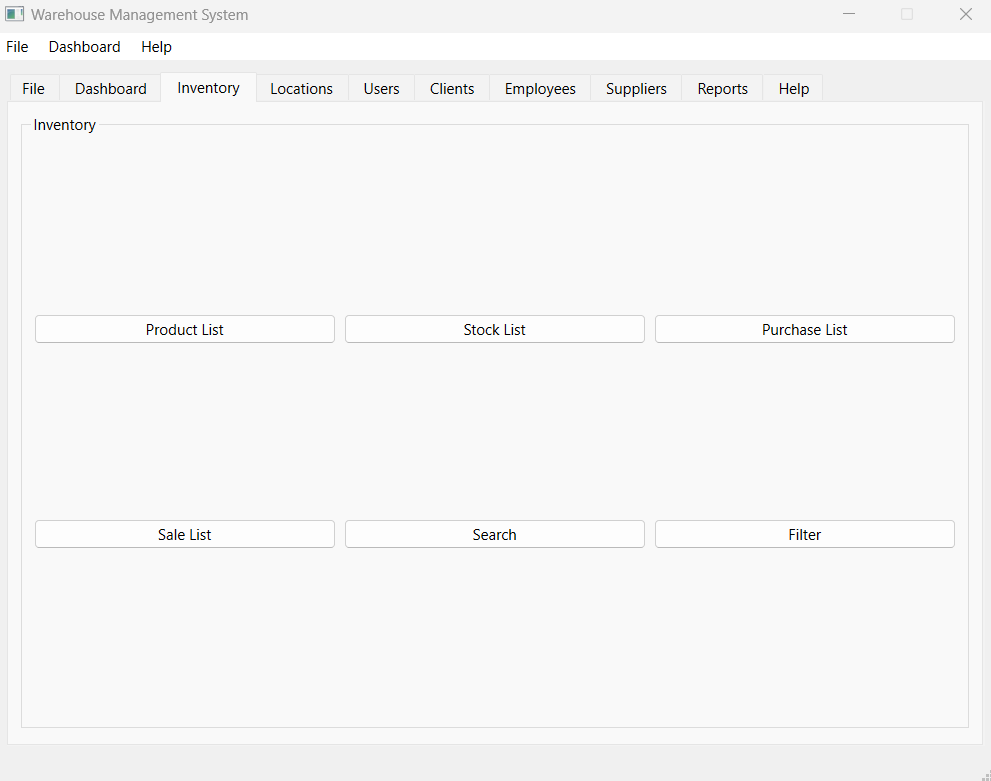 Warehouse Management System
File Dashboard Help
File Dashboard Inventory Locations Users Clients Employees Suppliers Reports Help
Inventory
Product List Stock List Purchase List
Sale List Search Filter